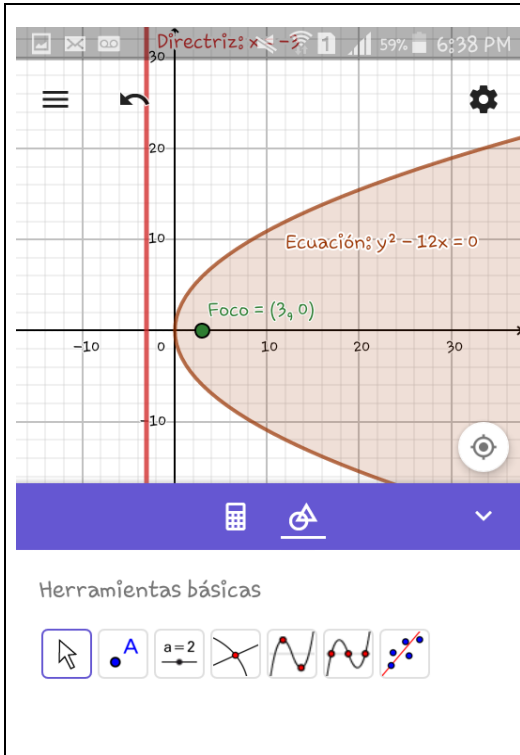 Directriz: x = -3
59% 6:38 PM
30
20
10
Ecuación: y² – 12x = 0
Foco = (3, 0)
−10 0 10 20 30
-10
Herramientas básicas
A
a=2